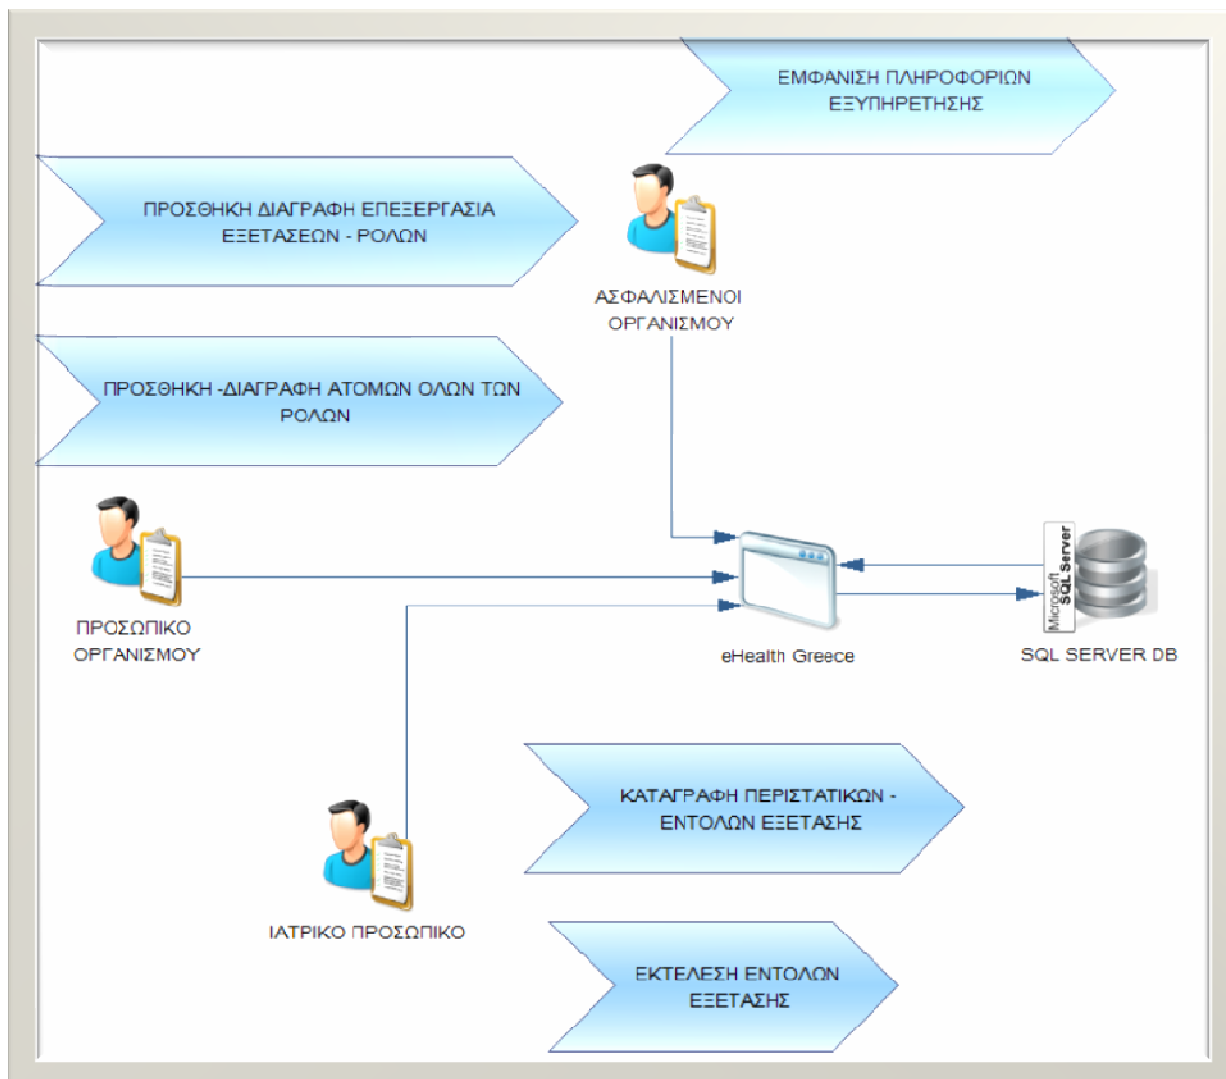 ΕΜΦΑΝΙΣΗ ΠΛΗΡΟΦΟΡΙΩΝ
ΕΞΥΠΗΡΕΤΗΣΗΣ
ΠΡΟΣΘΗΚΗ ΔΙΑΓΡΑΦΗ ΕΠΕΞΕΡΓΑΣΙΑ
ΕΞΕΤΑΣΕΩΝ - ΡΟΛΩΝ
ΑΣΦΑΛΙΣΜΕΝΟΙ
ΟΡΓΑΝΙΣΜΟΥ
ΠΡΟΣΘΗΚΗ -ΔΙΑΓΡΑΦΗ ΑΤΟΜΩΝ ΟΛΩΝ ΤΩΝ
ΡΟΛΩΝ
ΠΡΟΣΩΠΙΚΟ
ΟΡΓΑΝΙΣΜΟΥ
eHealth Greece
Microsoft
SQL Server
SQL SERVER DB
ΚΑΤΑΓΡΑΦΗ ΠΕΡΙΣΤΑΤΙΚΩΝ -
ΕΝΤΟΛΩΝ ΕΞΕΤΑΣΗΣ
ΙΑΤΡΙΚΟ ΠΡΟΣΩΠΙΚΟ
ΕΚΤΕΛΕΣΗ ΕΝΤΟΛΩΝ
ΕΞΕΤΑΣΗΣ